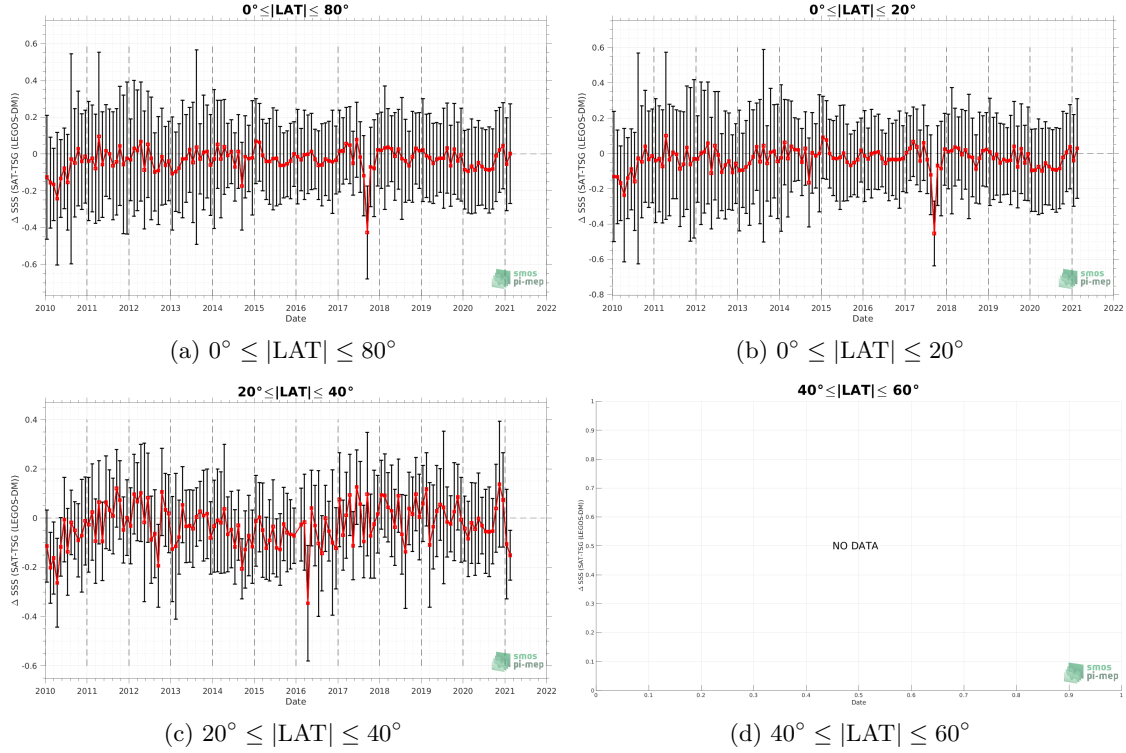 0°≤|LAT|≤ 80°
Δ SSS (SAT-TSG (LEGOS-DM))
0.6
0.4
0.2
0
-0.2
-0.4
-0.6
2010 2011 2012 2013 2014 2015 2016 2017 2018 2019 2020 2021 2022
Date
smos
pi-mep
(a) 0° ≤ |LAT| ≤ 80°
0°≤|LAT|≤ 20°
Δ SSS (SAT-TSG (LEGOS-DM))
0.6
0.4
0.2
0
-0.2
-0.4
-0.6
-0.8
2010 2011 2012 2013 2014 2015 2016 2017 2018 2019 2020 2021 2022
Date
smos
pi-mep
(b) 0° ≤ |LAT| ≤ 20°
20°≤|LAT|≤ 40°
Δ SSS (SAT-TSG (LEGOS-DM))
0.4
0.2
0
-0.2
-0.4
-0.6
2010 2011 2012 2013 2014 2015 2016 2017 2018 2019 2020 2021 2022
Date
smos
pi-mep
(c) 20° ≤ |LAT| ≤ 40°
40°≤|LAT|≤ 60°
Δ SSS (SAT-TSG (LEGOS-DM))
1
0.9
0.8
0.7
0.6
0.5
0.4
0.3
0.2
0.1
0
NO DATA
0 0.1 0.2 0.3 0.4 0.5 0.6 0.7 0.8 0.9 1
Date
smos
pi-mep
(d) 40° ≤ |LAT| ≤ 60°